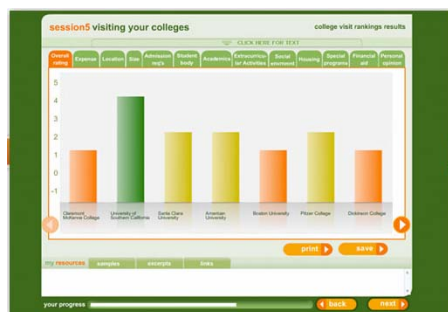 session5 visiting your colleges
college visit rankings results
CLICK HERE FOR TEXT
Overall rating
Expense
Location
Size
Admission req's
Student body
Academics
Extracurricu-
lar Activities
Social
Housing
Special programs
Financial aid
Personal opinion
5
4
3
2
1
0
-1
Claremont
McKenna College
University of
Southern California
Santa Clara
University
American
University
Boston University
Pitzer College
Dickinson College
print
save
my resources
samples
excerpts
links
your progress
back
next